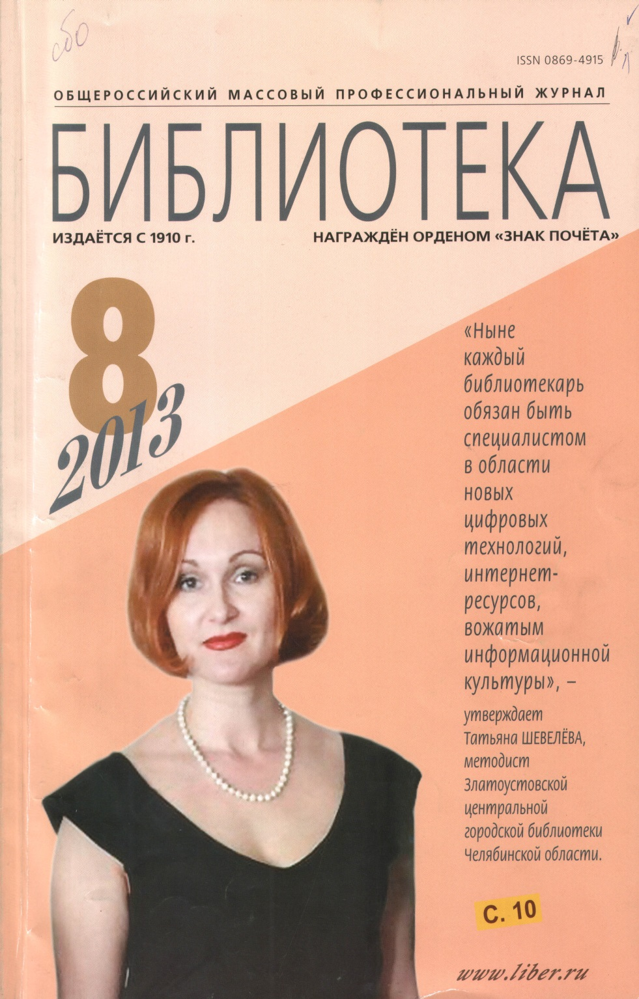 сбо
ISSN 0869-4915
ОБЩЕРОССИЙСКИЙ МАССОВЫЙ ПРОФЕССИОНАЛЬНЫЙ ЖУРНАЛ
БИБЛИОТЕКА
ИЗДАЁТСЯ С 1910 г. НАГРАЖДЁН ОРДЕНОМ «ЗНАК ПОЧЁТА»
8
2013
«Ныне
каждый
библиотекарь
обязан быть
специалистом
в области
новых
цифровых
технологий,
интернет-
ресурсов,
вожатым
информационной
культуры», –
утверждает
Татьяна ШЕВЕЛЁВА,
методист
Златоустовской
центральной
городской библиотеки
Челябинской области.
С. 10
www.liber.ru